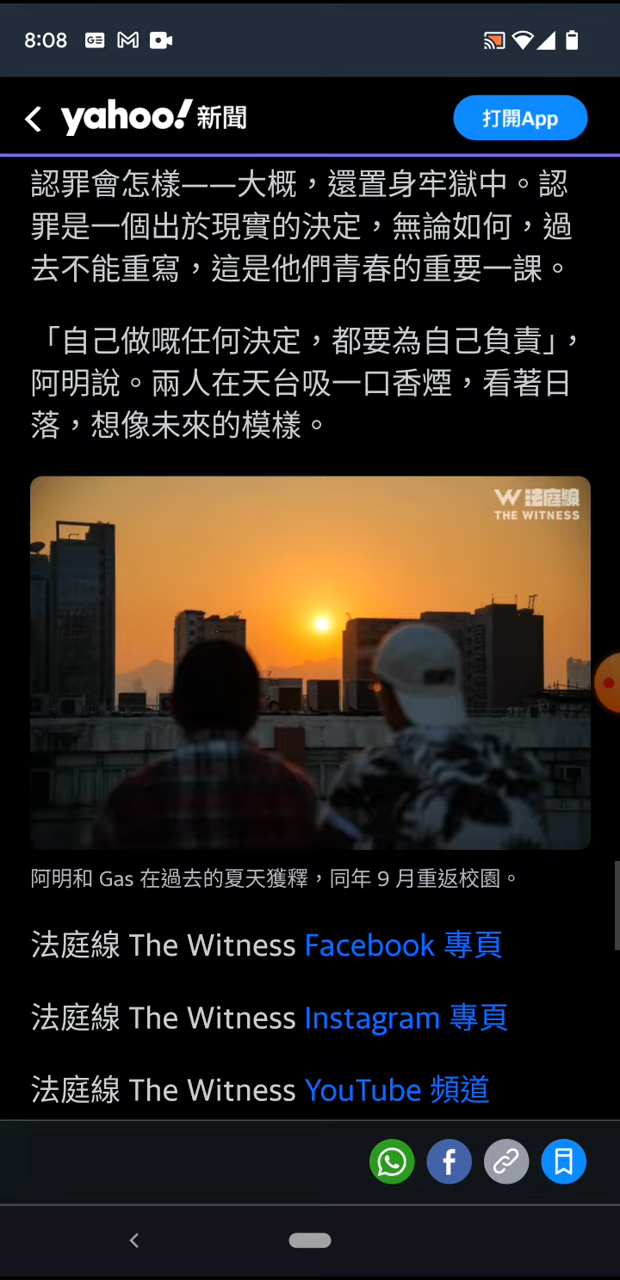 8:08
yahoo!新聞
打開App
認罪會怎樣——大概，還置身牢獄中。認
罪是一個出於現實的決定，無論如何，過
去不能重寫，這是他們青春的重要一課。
「自己做嘅任何決定，都要為自己負責」，
阿明說。兩人在天台吸一口香煙，看著日
落，想像未來的模樣。
W 法庭線
THE WITNESS
阿明和 Gas 在過去的夏天獲釋，同年 9 月重返校園。
法庭線 The Witness Facebook 專頁
法庭線 The Witness Instagram 專頁
法庭線 The Witness YouTube 頻道